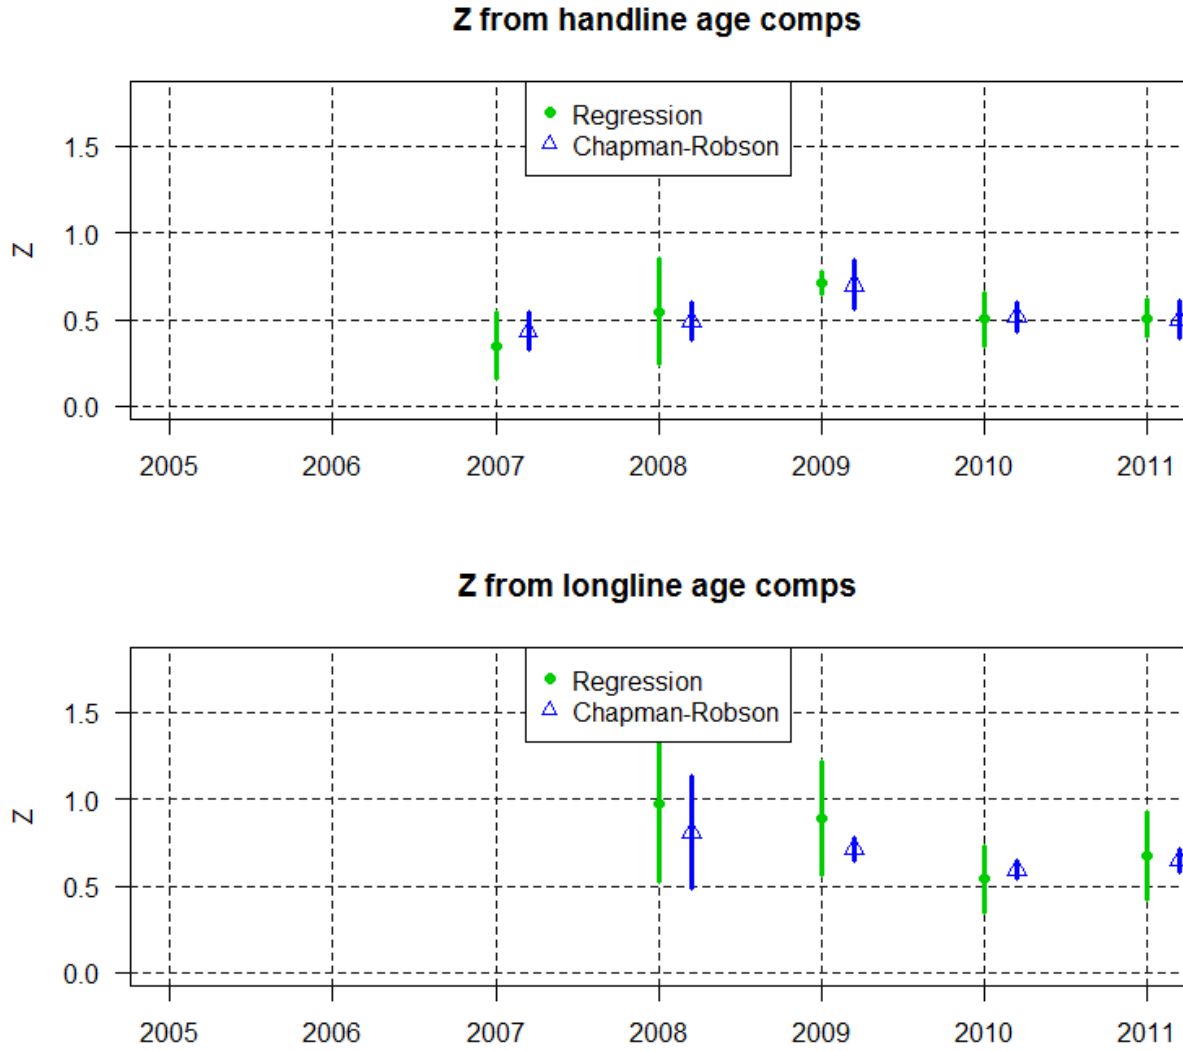 Z from handline age comps
Regression
Chapman-Robson
1.5
1.0
0.5
0.0
Z
2005 2006 2007 2008 2009 2010 2011
Z from longline age comps
Regression
Chapman-Robson
1.5
1.0
0.5
0.0
Z
2005 2006 2007 2008 2009 2010 2011